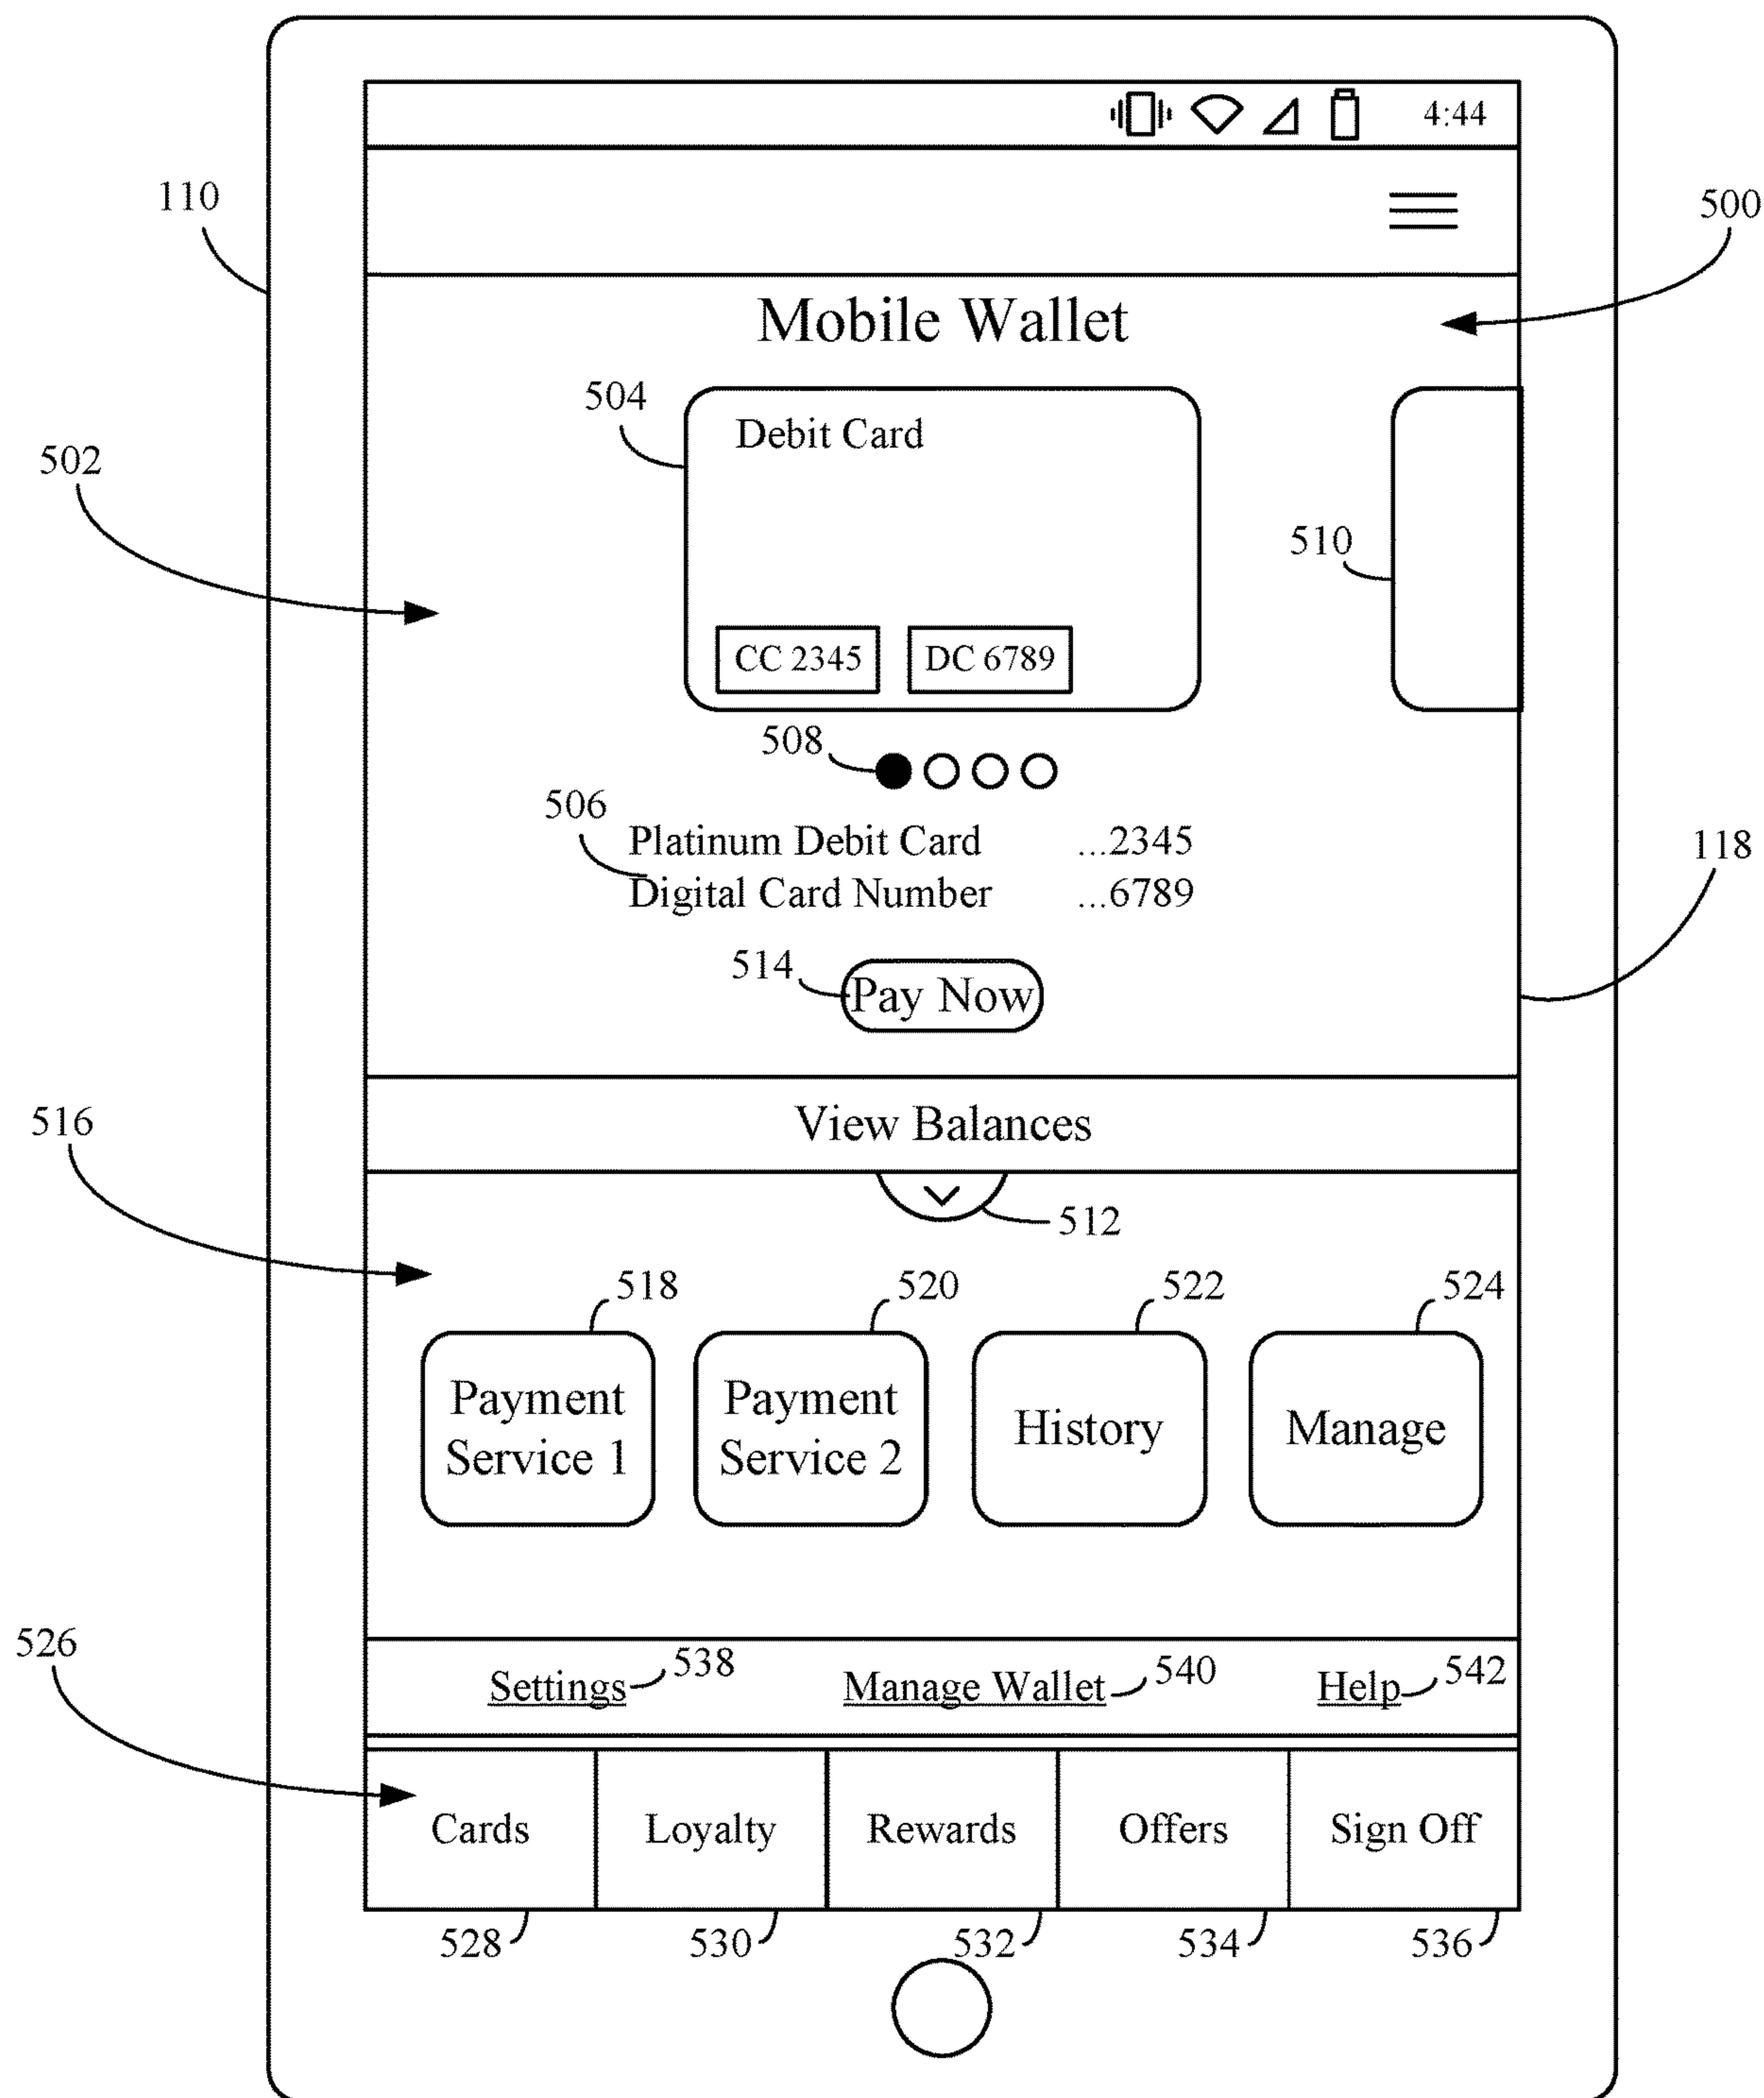 4:44
110
500
Mobile Wallet
504
Debit Card
502
510
CC 2345 DC 6789
508
506
Platinum Debit Card ...2345
118
Digital Card Number ...6789
514
Pay Now
516
View Balances
512
518 520 522 524
Payment Service 1
Payment Service 2
History
Manage
526
Settings 538 Manage Wallet 540 Help 542
Cards Loyalty Rewards Offers Sign Off
528 530 532 534 536